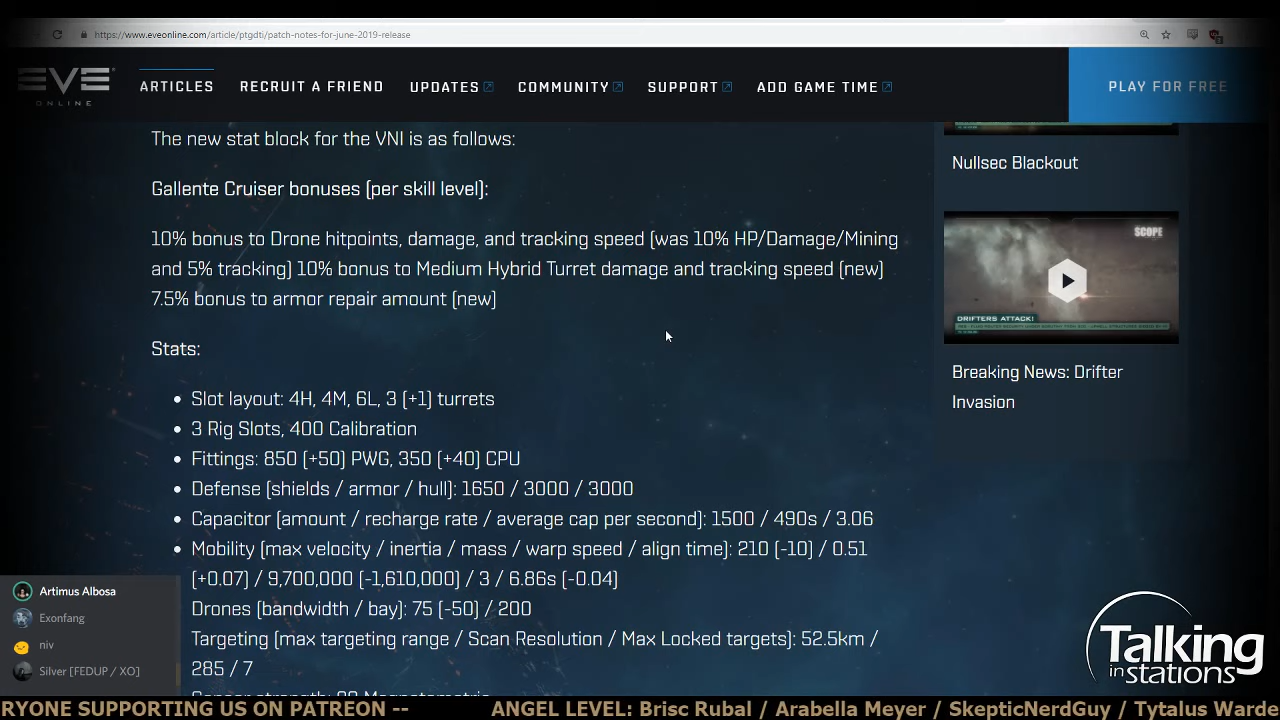 https://www.eveonline.com/article/ptgdti/patch-notes-for-june-2019-release
EVE
ONLINE
ARTICLES
RECRUIT A FRIEND
UPDATES
COMMUNITY
SUPPORT
ADD GAME TIME
PLAY FOR FREE
The new stat block for the VNI is as follows:
Gallente Cruiser bonuses (per skill level):
10% bonus to Drone hitpoints, damage, and tracking speed (was 10% HP/Damage/Mining
and 5% tracking) 10% bonus to Medium Hybrid Turret damage and tracking speed (new)
7.5% bonus to armor repair amount (new)
Stats:
• Slot layout: 4H, 4M, 6L, 3 (+1) turrets
• 3 Rig Slots, 400 Calibration
• Fittings: 850 (+50) PWG, 350 (+40) CPU
• Defense (shields / armor / hull): 1650 / 3000 / 3000
• Capacitor (amount / recharge rate / average cap per second): 1500 / 490s / 3.06
• Mobility (max velocity / inertia / mass / warp speed / align time): 210 (-10) / 0.51
(+0.07) / 9,700,000 (-1,610,000) / 3 / 6.86s (-0.04)
Drones (bandwidth / bay): 75 (-50) / 200
Targeting (max targeting range / Scan Resolution / Max Locked targets): 52.5km /
285 / 7
Nullsec Blackout
SCOPE
DRIFTERS ATTACK!
Breaking News: Drifter
Invasion
Artimus Albosa
Exonfang
niv
Silver [FEDUP / XO]
Talking
in stations
RYONE SUPPORTING US ON PATREON -- ANGEL LEVEL: Brisc Rubal / Arabella Meyer / SkepticNerdGuy / Tytalus Warde